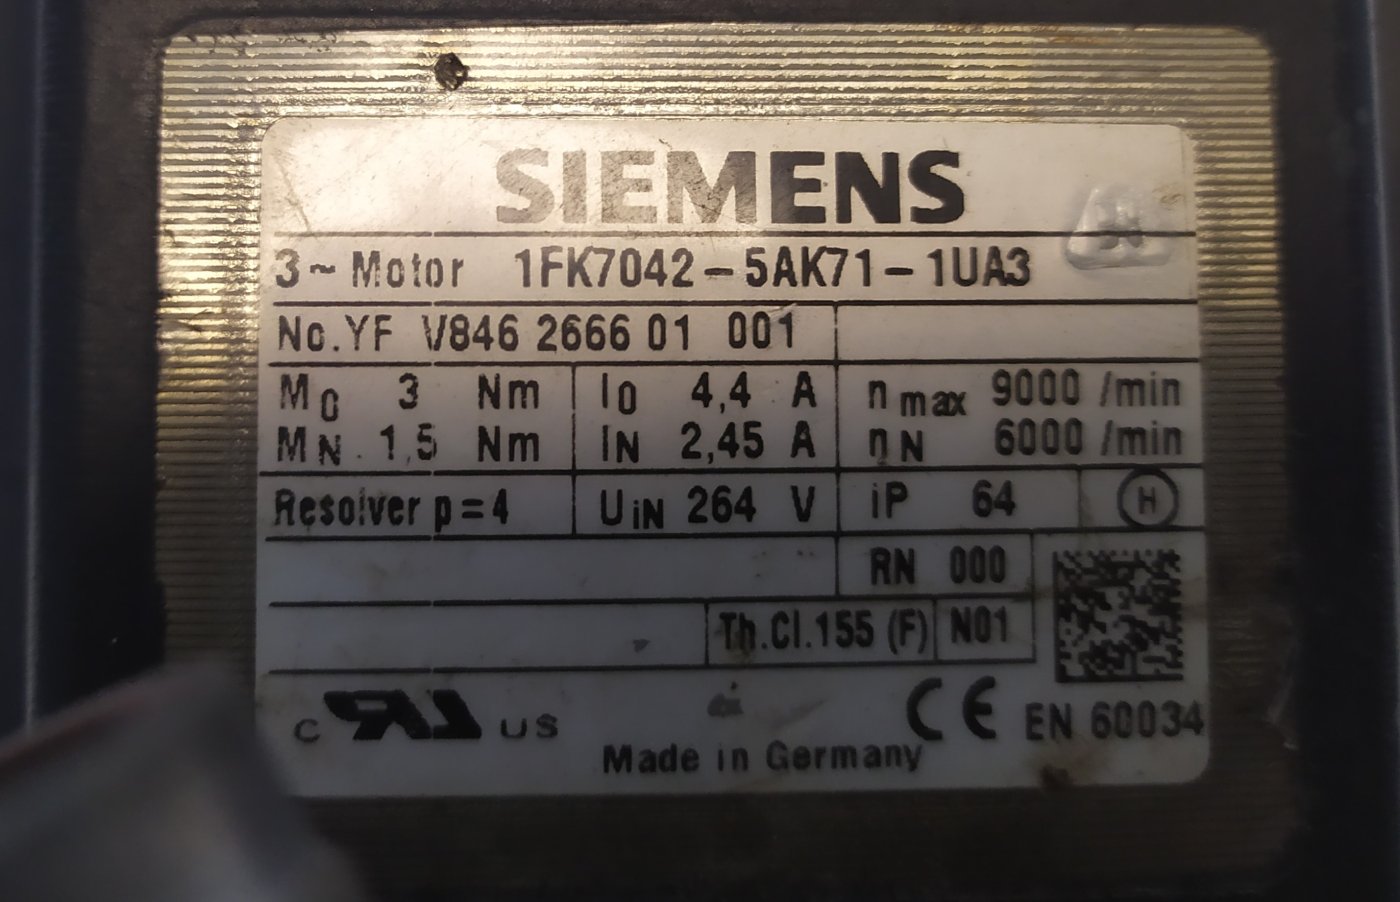 SIEMENS
3~Motor 1FK7042-5AK71-1UA3
No.YF V846 2666 01 001
M0 3 Nm I0 4,4 A nmax 9000 /min
MN 1,5 Nm IN 2,45 A nN 6000 /min
Resolver p=4 UiN 264 V iP 64 H
RN 000
Th.Cl.155 (F) N01
C US CE EN 60034
Made in Germany